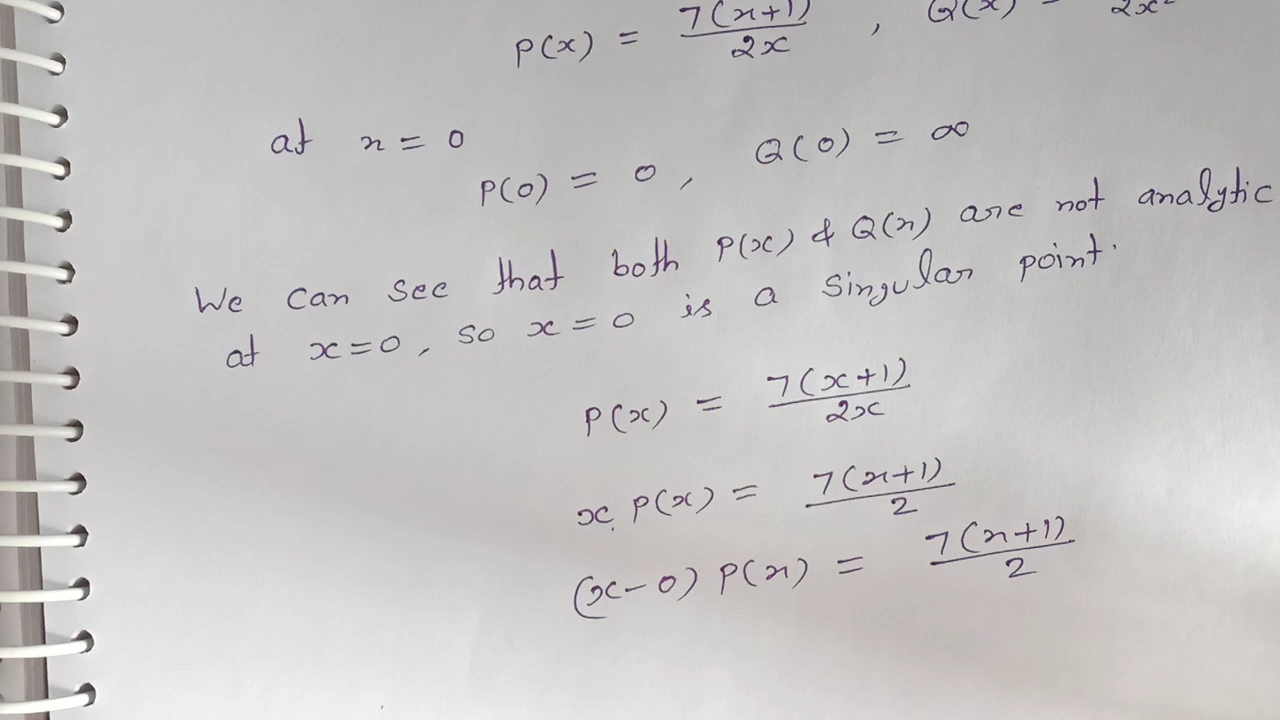 P(x) = 7(x+1)/2x , Q(x)
at x = 0
P(0) = 0 , Q(0) = ∞
We can see that both P(x) & Q(x) are not analytic
at x=0, so x=0 is a singular point.
P(x) = 7(x+1)/2x
x. P(x) = 7(x+1)/2
(x-0) P(x) = 7(x+1)/2